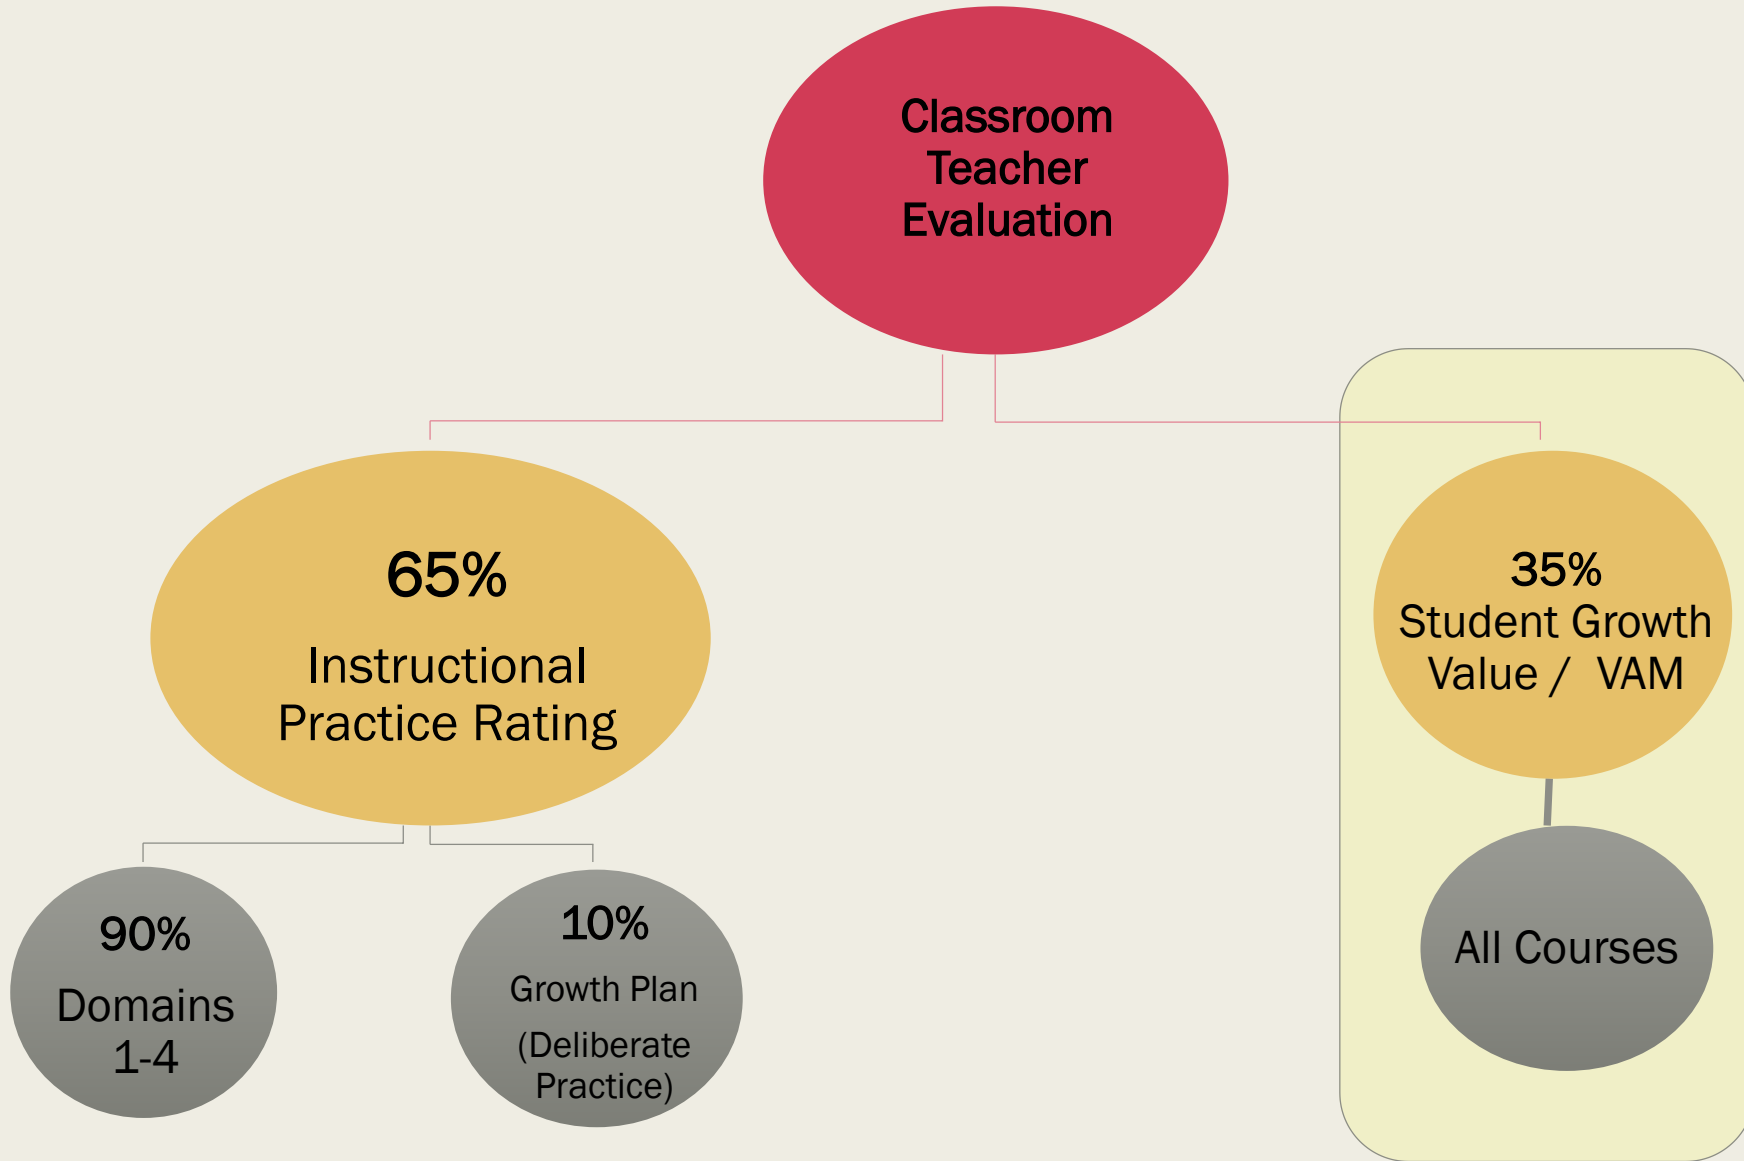 Classroom
Teacher
Evaluation
65%
Instructional
Practice Rating
35%
Student Growth
Value / VAM
90%
Domains
1-4
10%
Growth Plan
(Deliberate
Practice)
All Courses